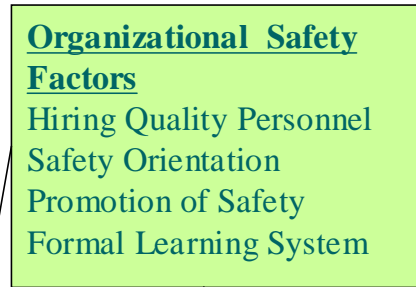 Organizational Safety
Factors
Hiring Quality Personnel
Safety Orientation
Promotion of Safety
Formal Learning System